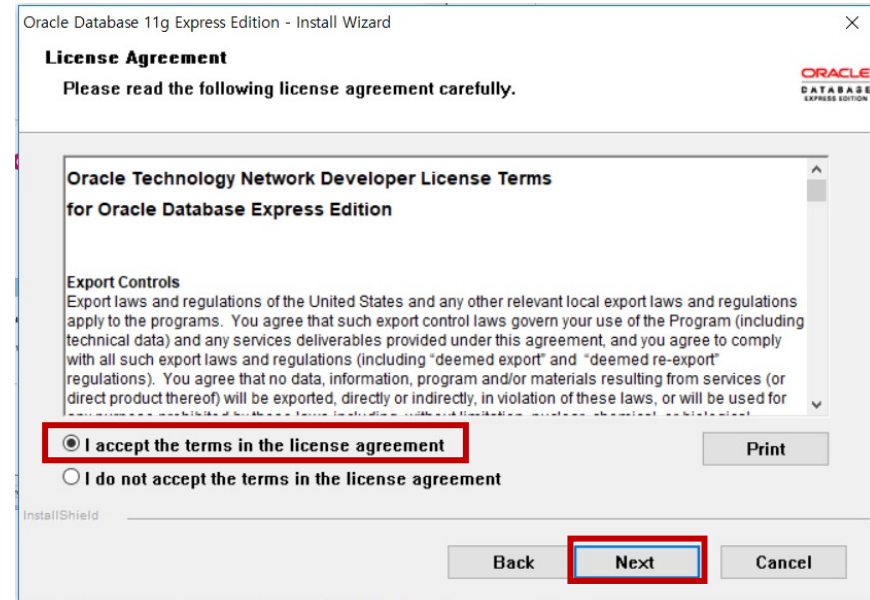 Oracle Database 11g Express Edition - Install Wizard
License Agreement
Please read the following license agreement carefully.
ORACLE
DATABASE
EXPRESS EDITION
Oracle Technology Network Developer License Terms
for Oracle Database Express Edition
Export Controls
Export laws and regulations of the United States and any other relevant local export laws and regulations
apply to the programs.  You agree that such export control laws govern your use of the Program (including
technical data) and any services deliverables provided under this agreement, and you agree to comply
with all such export laws and regulations (including “deemed export” and  “deemed re-export”
regulations).  You agree that no data, information, program and/or materials resulting from services (or
direct product thereof) will be exported, directly or indirectly, in violation of these laws, or will be used for
I accept the terms in the license agreement
Print
I do not accept the terms in the license agreement
InstallShield
Back
Next
Cancel